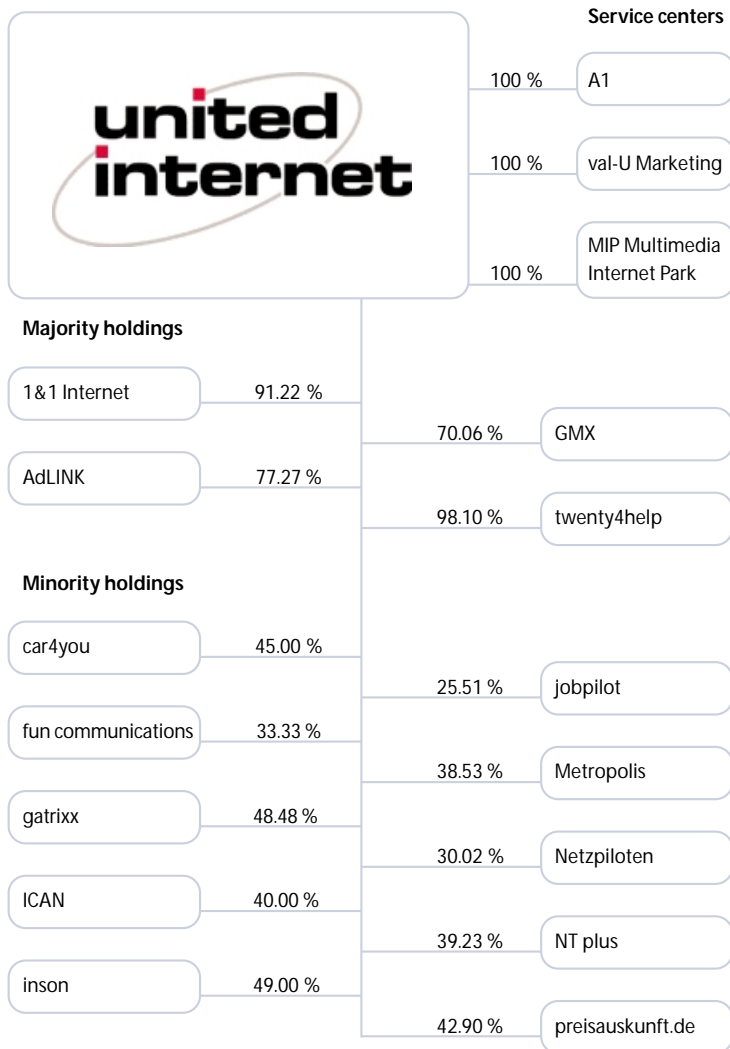 Service centers
united
internet
100 %
A1
100 %
val-U Marketing
100 %
MIP Multimedia
Internet Park
Majority holdings
1&1 Internet
91.22 %
70.06 %
GMX
AdLINK
77.27 %
98.10 %
twenty4help
Minority holdings
car4you
45.00 %
25.51 %
jobpilot
fun communications
33.33 %
38.53 %
Metropolis
gatrixx
48.48 %
30.02 %
Netzpiloten
ICAN
40.00 %
39.23 %
NT plus
inson
49.00 %
42.90 %
preisauskunft.de